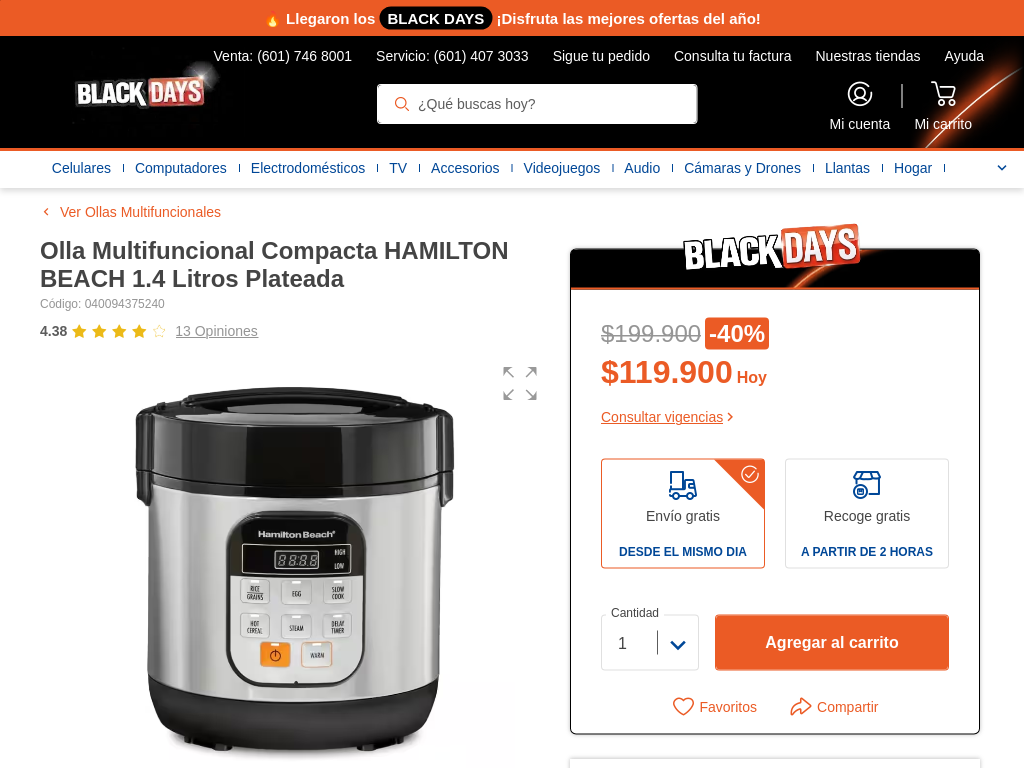 🔥 Llegaron los BLACK DAYS ¡Disfruta las mejores ofertas del año!
Venta: (601) 746 8001 Servicio: (601) 407 3033 Sigue tu pedido Consulta tu factura Nuestras tiendas Ayuda
BLACK DAYS
¿Qué buscas hoy?
Mi cuenta Mi carrito
Celulares Computadores Electrodomésticos TV Accesorios Videojuegos Audio Cámaras y Drones Llantas Hogar
Ver Ollas Multifuncionales
Olla Multifuncional Compacta HAMILTON
BEACH 1.4 Litros Plateada
Código: 040094375240
4.38 13 Opiniones
Hamilton Beach
HIGH
LOW
88:88
RICE
GRAINS
EGG
SLOW
COOK
HOT
CEREAL
STEAM
DELAY
TIMER
WARM
BLACK DAYS
$199.900 -40%
$119.900 Hoy
Consultar vigencias
Envío gratis
DESDE EL MISMO DIA
Recoge gratis
A PARTIR DE 2 HORAS
Cantidad
1
Agregar al carrito
Favoritos Compartir